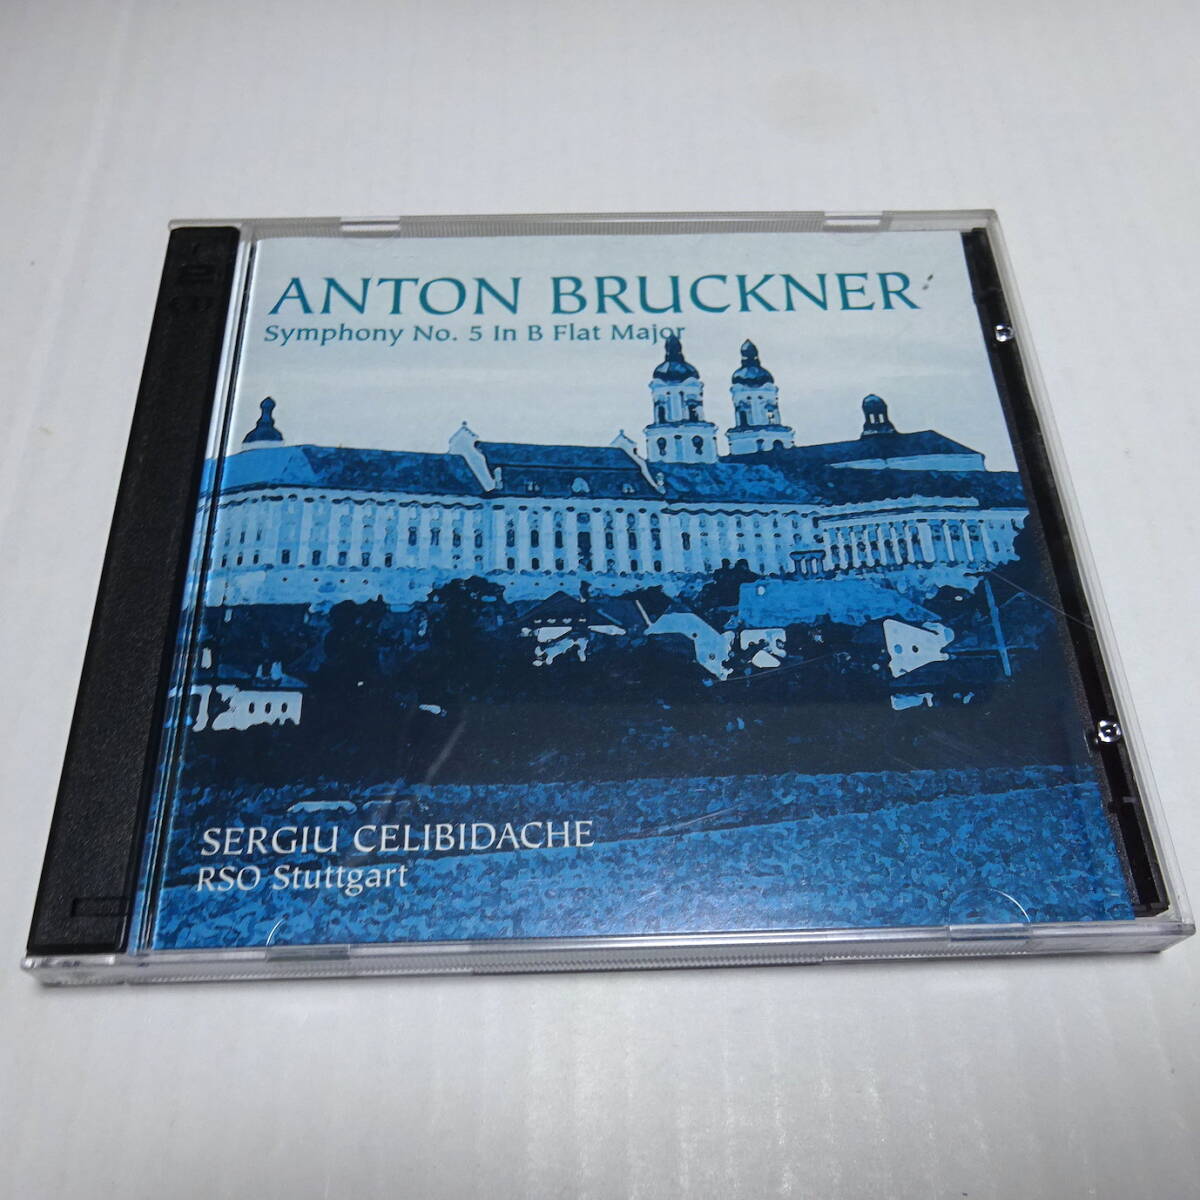 ANTON BRUCKNER
Symphony No. 5 In B Flat Major
SERGIU CELIBIDACHE
RSO Stuttgart